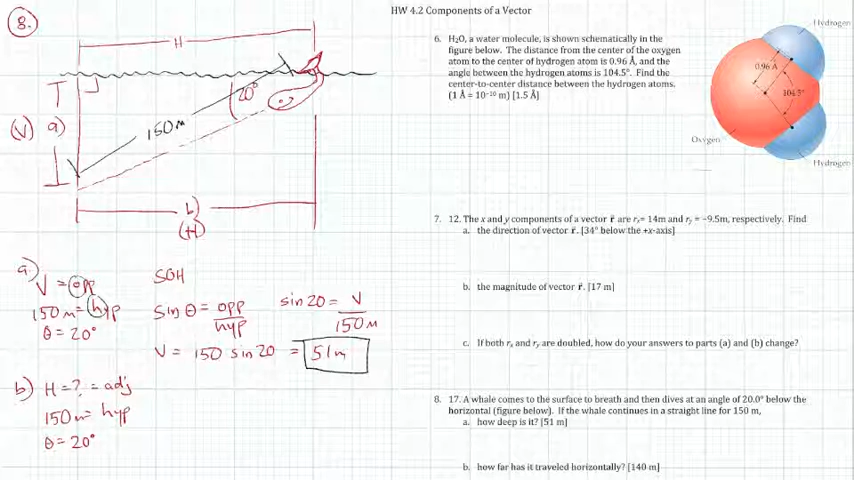 8.
H
20°
150 m
(V) a)
b)
(H)
a)
V = opp
150 m = hyp
θ = 20°
SOH
sin θ = opp
hyp
sin 20 = V
150 m
V = 150 sin 20 = 51m
b) H = ? = adj
150 m = hyp
θ = 20°
HW 4.2 Components of a Vector
6. H₂O, a water molecule, is shown schematically in the
figure below. The distance from the center of the oxygen
atom to the center of hydrogen atom is 0.96 Å, and the
angle between the hydrogen atoms is 104.5°. Find the
center-to-center distance between the hydrogen atoms.
(1 Å = 10⁻¹⁰ m) [1.5 Å]
Hydrogen
0.96 Å
104.5°
Oxygen
Hydrogen
7. 12. The x and y components of a vector r⃗ are rₓ= 14m and rᵧ = −9.5m, respectively. Find
a. the direction of vector r⃗. [34° below the +x-axis]
b. the magnitude of vector r⃗. [17 m]
c. If both rₓ and rᵧ are doubled, how do your answers to parts (a) and (b) change?
8. 17. A whale comes to the surface to breath and then dives at an angle of 20.0° below the
horizontal (figure below). If the whale continues in a straight line for 150 m,
a. how deep is it? [51 m]
b. how far has it traveled horizontally? [140 m]